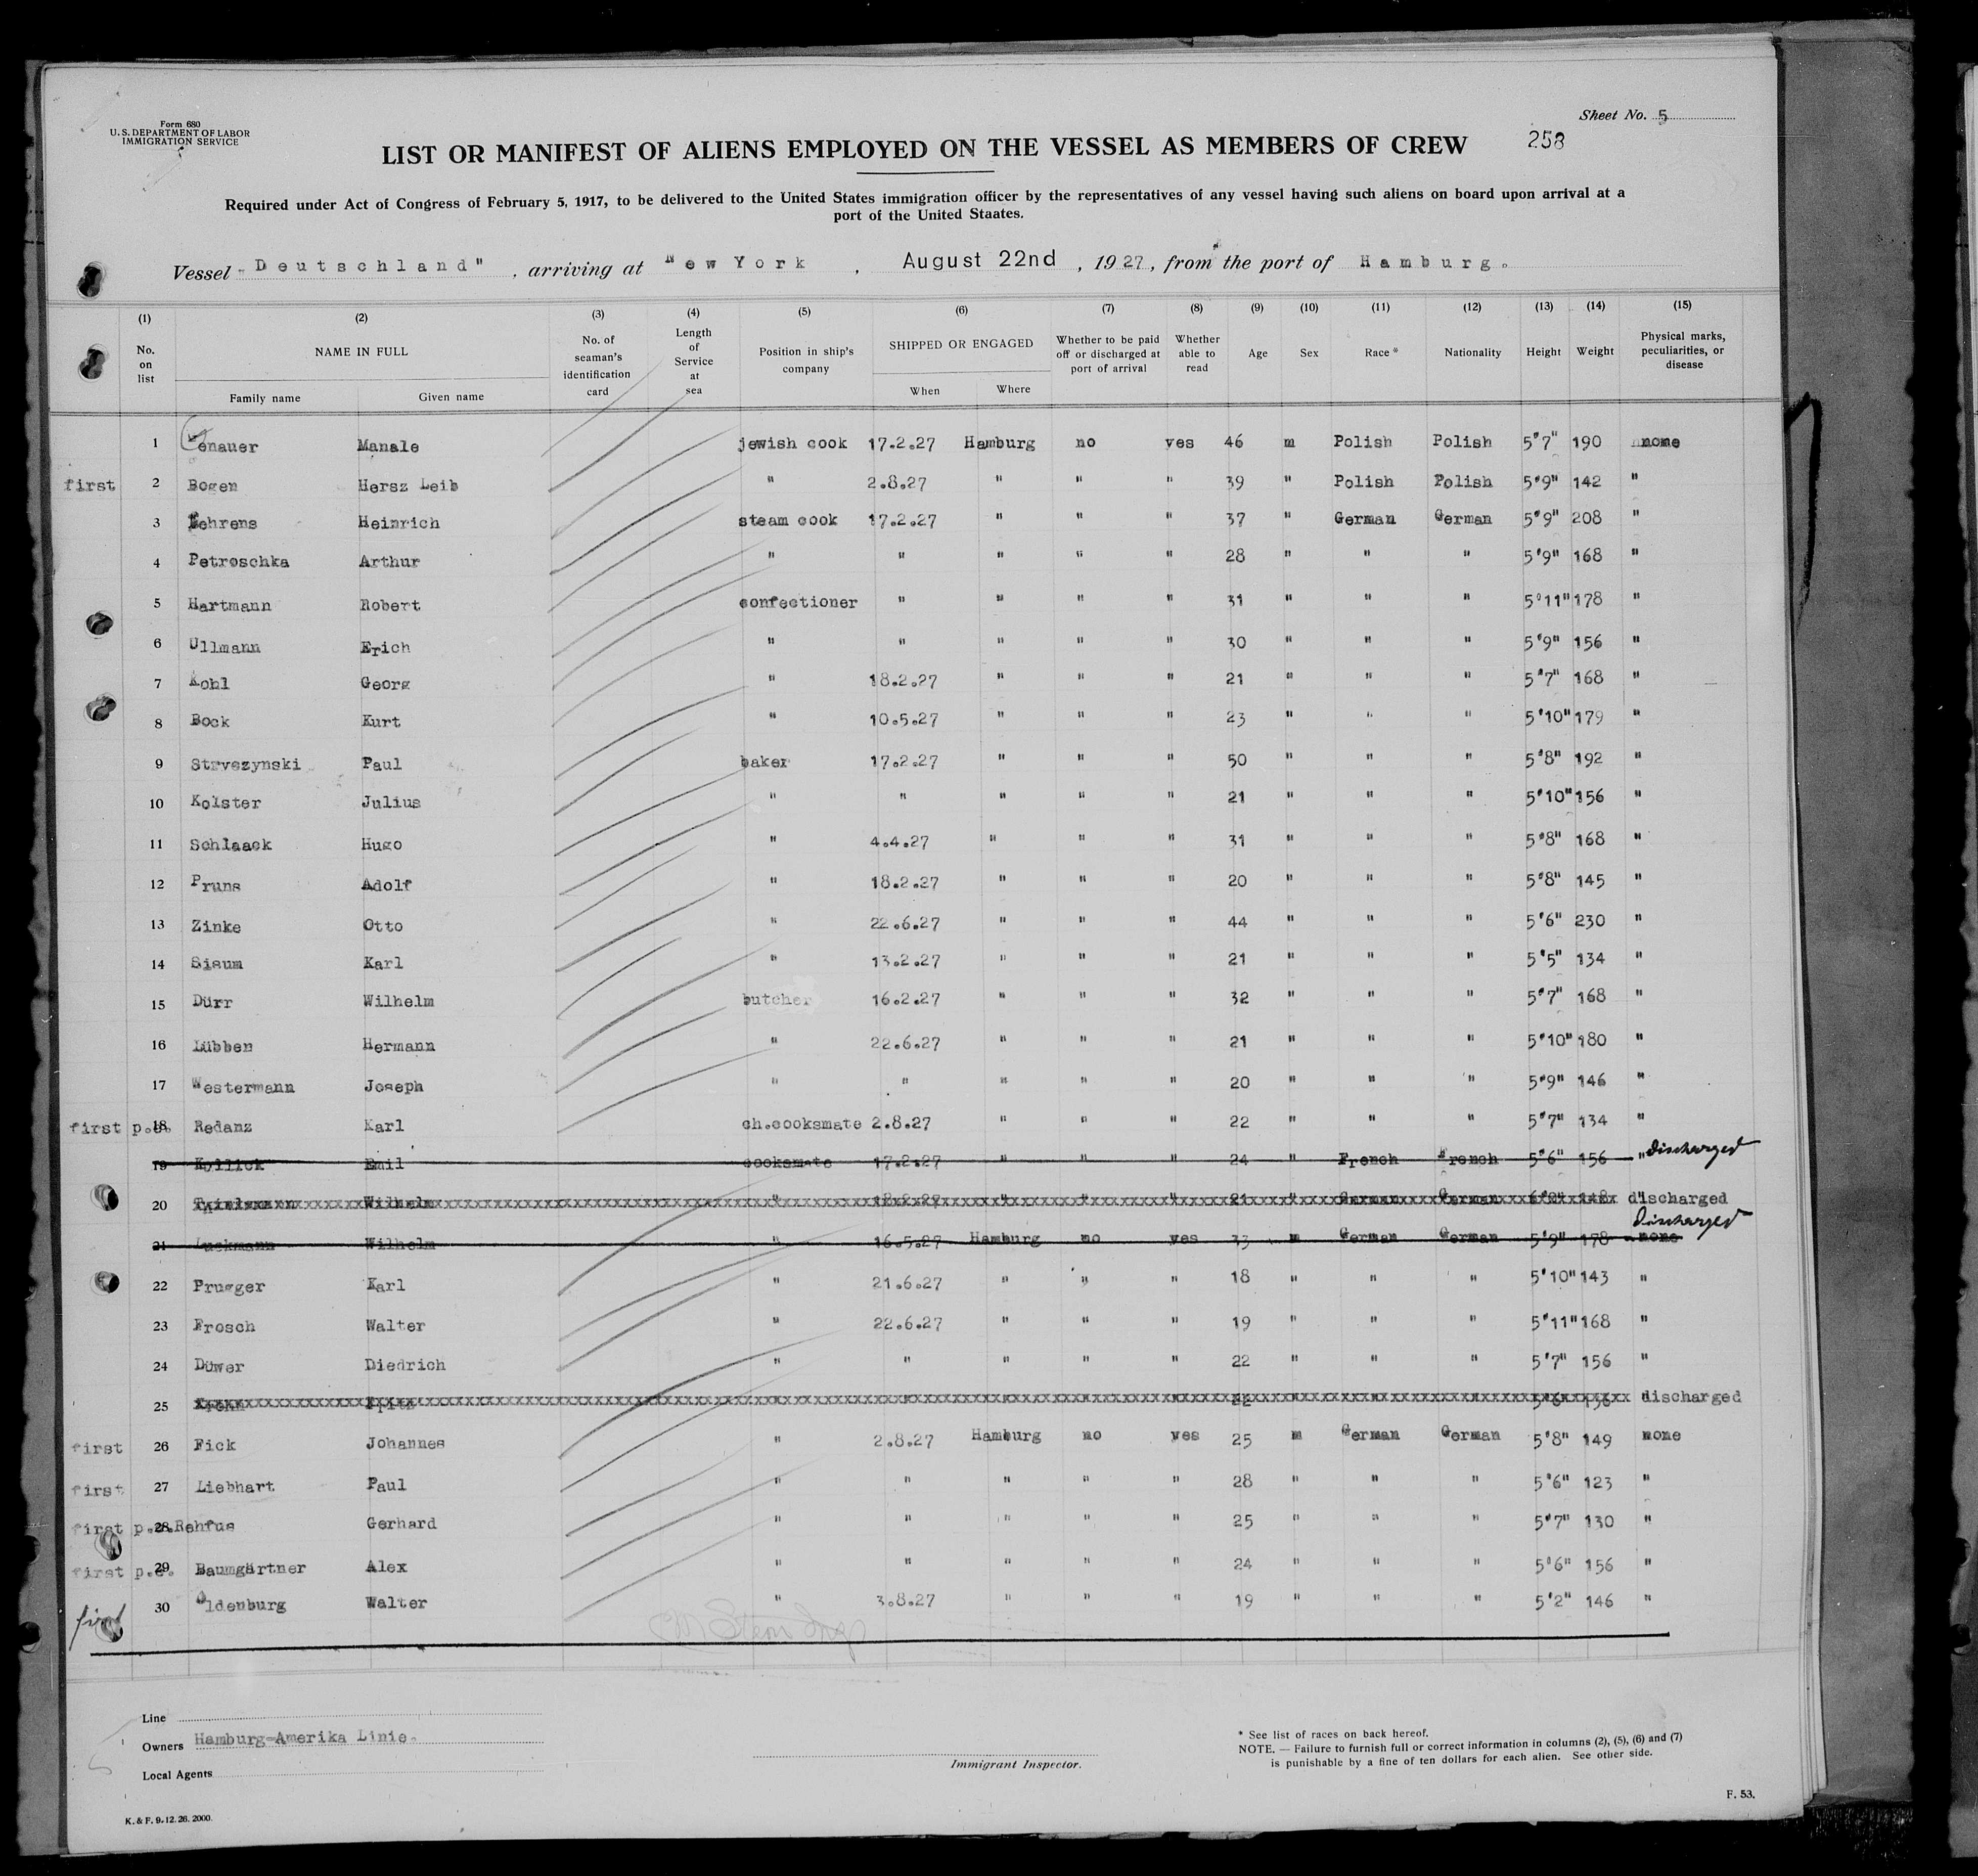 Form 680
U. S. DEPARTMENT OF LABOR
IMMIGRATION SERVICE
Sheet No. 5
258
LIST OR MANIFEST OF ALIENS EMPLOYED ON THE VESSEL AS MEMBERS OF CREW
Required under Act of Congress of February 5, 1917, to be delivered to the United States immigration officer by the representatives of any vessel having such aliens on board upon arrival at a
port of the United Staates.
Vessel "Deutschland" , arriving at New York , August 22nd , 1927, from the port of Hamburg.
(1) (2) (3) (4) (5) (6) (7) (8) (9) (10) (11) (12) (13) (14) (15)
No. on list NAME IN FULL Family name Given name No. of seaman's identification card Length of Service at sea Position in ship's company SHIPPED OR ENGAGED When Where Whether to be paid off or discharged at port of arrival Whether able to read Age Sex Race * Nationality Height Weight Physical marks, peculiarities, or disease
1 Manale jewish cook 17.2.27 Hamburg no yes 46 m Polish Polish 5'7" 190 none
first 2 Bogen Hersz Leib " 2.8.27 " " " 39 " Polish Polish 5'9" 142 "
3 Behrens Heinrich steam cook 17.2.27 " " " 37 " German German 5'9" 208 "
4 Petroschka Arthur " " " " " 28 " " " 5'9" 168 "
5 Hartmann Robert confectioner " " " " 31 " " " 5'11" 178 "
6 Ullmann Erich " " " " " 30 " " " 5'9" 156 "
7 Kohl Georg " 18.2.27 " " " 21 " " " 5'7" 168 "
8 Bock Kurt " 10.5.27 " " " 23 " " " 5'10" 179 "
9 Strvezynski Paul baker 17.2.27 " " " 50 " " " 5'8" 192 "
10 Kolster Julius " " " " " 21 " " " 5'10" 156 "
11 Schlaack Hugo " 4.4.27 " " " 31 " " " 5'8" 168 "
12 Pruns Adolf " 18.2.27 " " " 20 " " " 5'8" 145 "
13 Zinke Otto " 22.6.27 " " " 44 " " " 5'6" 230 "
14 Sisum Karl " 13.2.27 " " " 21 " " " 5'5" 134 "
15 Dürr Wilhelm butcher 16.2.27 " " " 32 " " " 5'7" 168 "
16 Lübben Hermann " 22.6.27 " " " 21 " " " 5'10" 180 "
17 Westermann Joseph " " " " " 20 " " " 5'9" 146 "
first p.e. 18 Redanz Karl ch.cooksmate 2.8.27 " " " 22 " " " 5'7" 134 "
19 Kollick Emil cooksmate 17.2.27 " " " 24 " French French 5'6" 156 " discharged
20 Wilhelm " 18.2.27 " " " 21 " German German 148 " discharged
21 Wilhelm " 16.5.27 Hamburg no yes 33 m German German 5'9" 178 none discharged
22 Prugger Karl " 21.6.27 " " " 18 " " " 5'10" 143 "
23 Frosch Walter " 22.6.27 " " " 19 " " " 5'11" 168 "
24 Düwer Diedrich " " " " " 22 " " " 5'7" 156 "
25 " " " " " 22 " " " 5'6" 156 " discharged
first 26 Fick Johannes " 2.8.27 Hamburg no yes 25 m German German 5'8" 149 none
first 27 Liebhart Paul " " " " " 28 " " " 5'6" 123 "
first p.e. 28. Rehfus Gerhard " " " " " 25 " " " 5'7" 130 "
first p.e. 29 Baumgärtner Alex " " " " " 24 " " " 5'6" 156 "
first 30 Oldenburg Walter " 3.8.27 " " " 19 " " " 5'2" 146 "
Line
Owners Hamburg-Amerika Linie.
Local Agents
Immigrant Inspector.
* See list of races on back hereof.
NOTE. — Failure to furnish full or correct information in columns (2), (5), (6) and (7)
is punishable by a fine of ten dollars for each alien. See other side.
K. & F. 9.12.26. 2000.
F. 53.